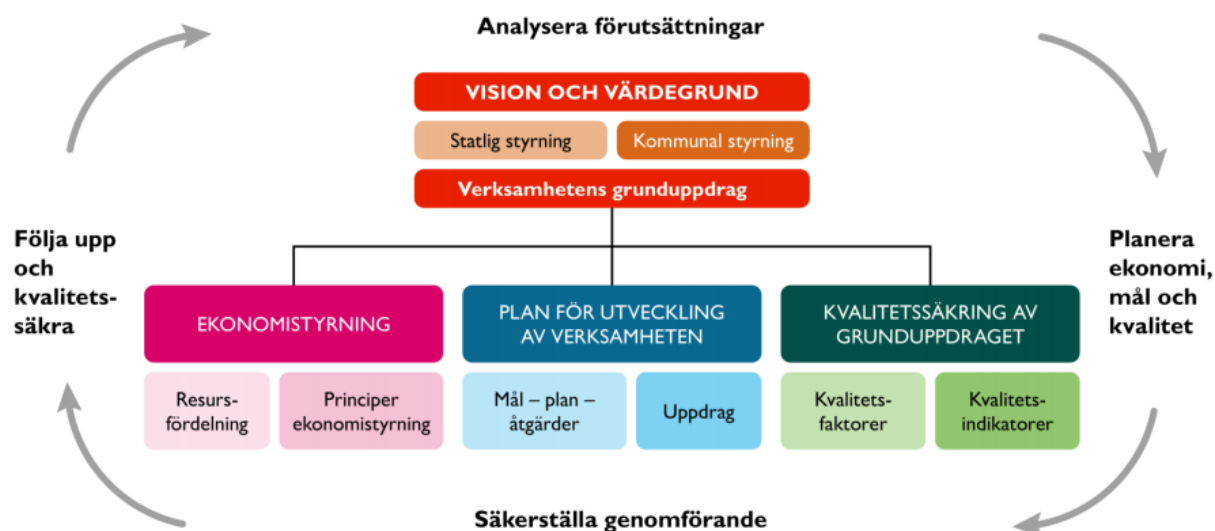 Analysera förutsättningar
VISION OCH VÄRDEGRUND
Statlig styrning
Kommunal styrning
Verksamhetens grunduppdrag
Följa upp
och
kvalitets-
säkra
Planera
ekonomi,
mål och
kvalitet
EKONOMISTYRNING
PLAN FÖR UTVECKLING
AV VERKSAMHETEN
KVALITETSSÄKRING AV
GRUNDUPPDRAGET
Resurs-
fördelning
Principer
ekonomistyrning
Mål – plan –
åtgärder
Uppdrag
Kvalitets-
faktorer
Kvalitets-
indikatorer
Säkerställa genomförande